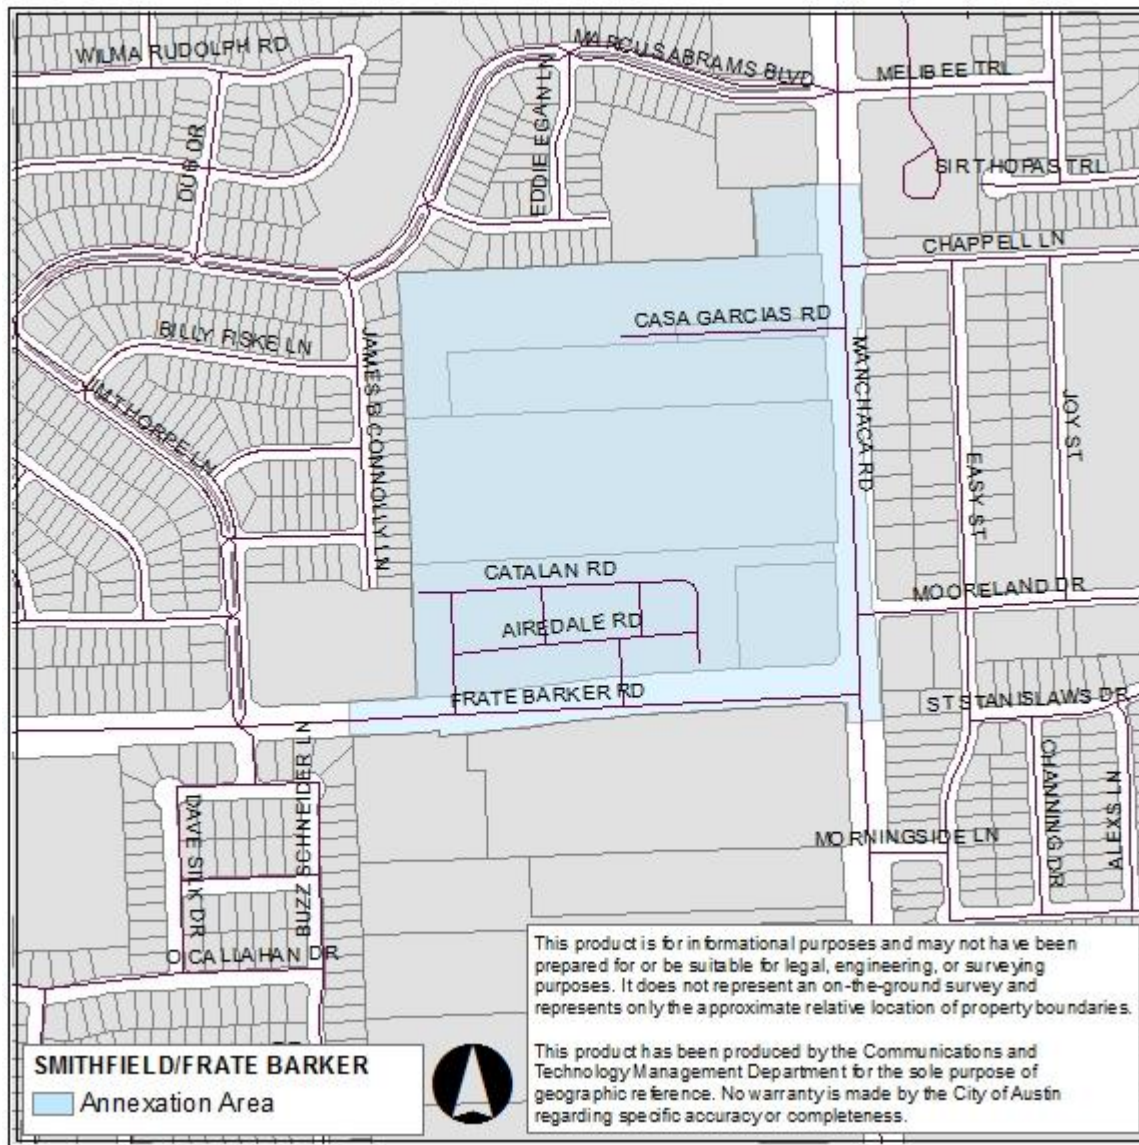 WILMA RUDOLPH RD
MARCUS ABRAMS BLVD
MELIBEE TRL
EDDIE EGAN LN
DUB DR
SIR THOPAS TRL
CHAPPELL LN
CASA GARCIAS RD
BILLY FISKE LN
JAMES B CONNOLLY LN
JIM THORPE LN
MANCHACA RD
JOY ST
EASY ST
CATALAN RD
MOORELAND DR
AIREDALE RD
FRATE BARKER RD
ST STANISLAWS DR
BUZZ SCHNEIDER LN
CHANNING DR
ALEXS LN
DAVE SILK DR
MORNINGSIDE LN
O CALLAHAN DR
This product is for informational purposes and may not have been
prepared for or be suitable for legal, engineering, or surveying
purposes. It does not represent an on-the-ground survey and
represents only the approximate relative location of property boundaries.
This product has been produced by the Communications and
Technology Management Department for the sole purpose of
geographic reference. No warranty is made by the City of Austin
regarding specific accuracy or completeness.
SMITHFIELD/FRATE BARKER
Annexation Area